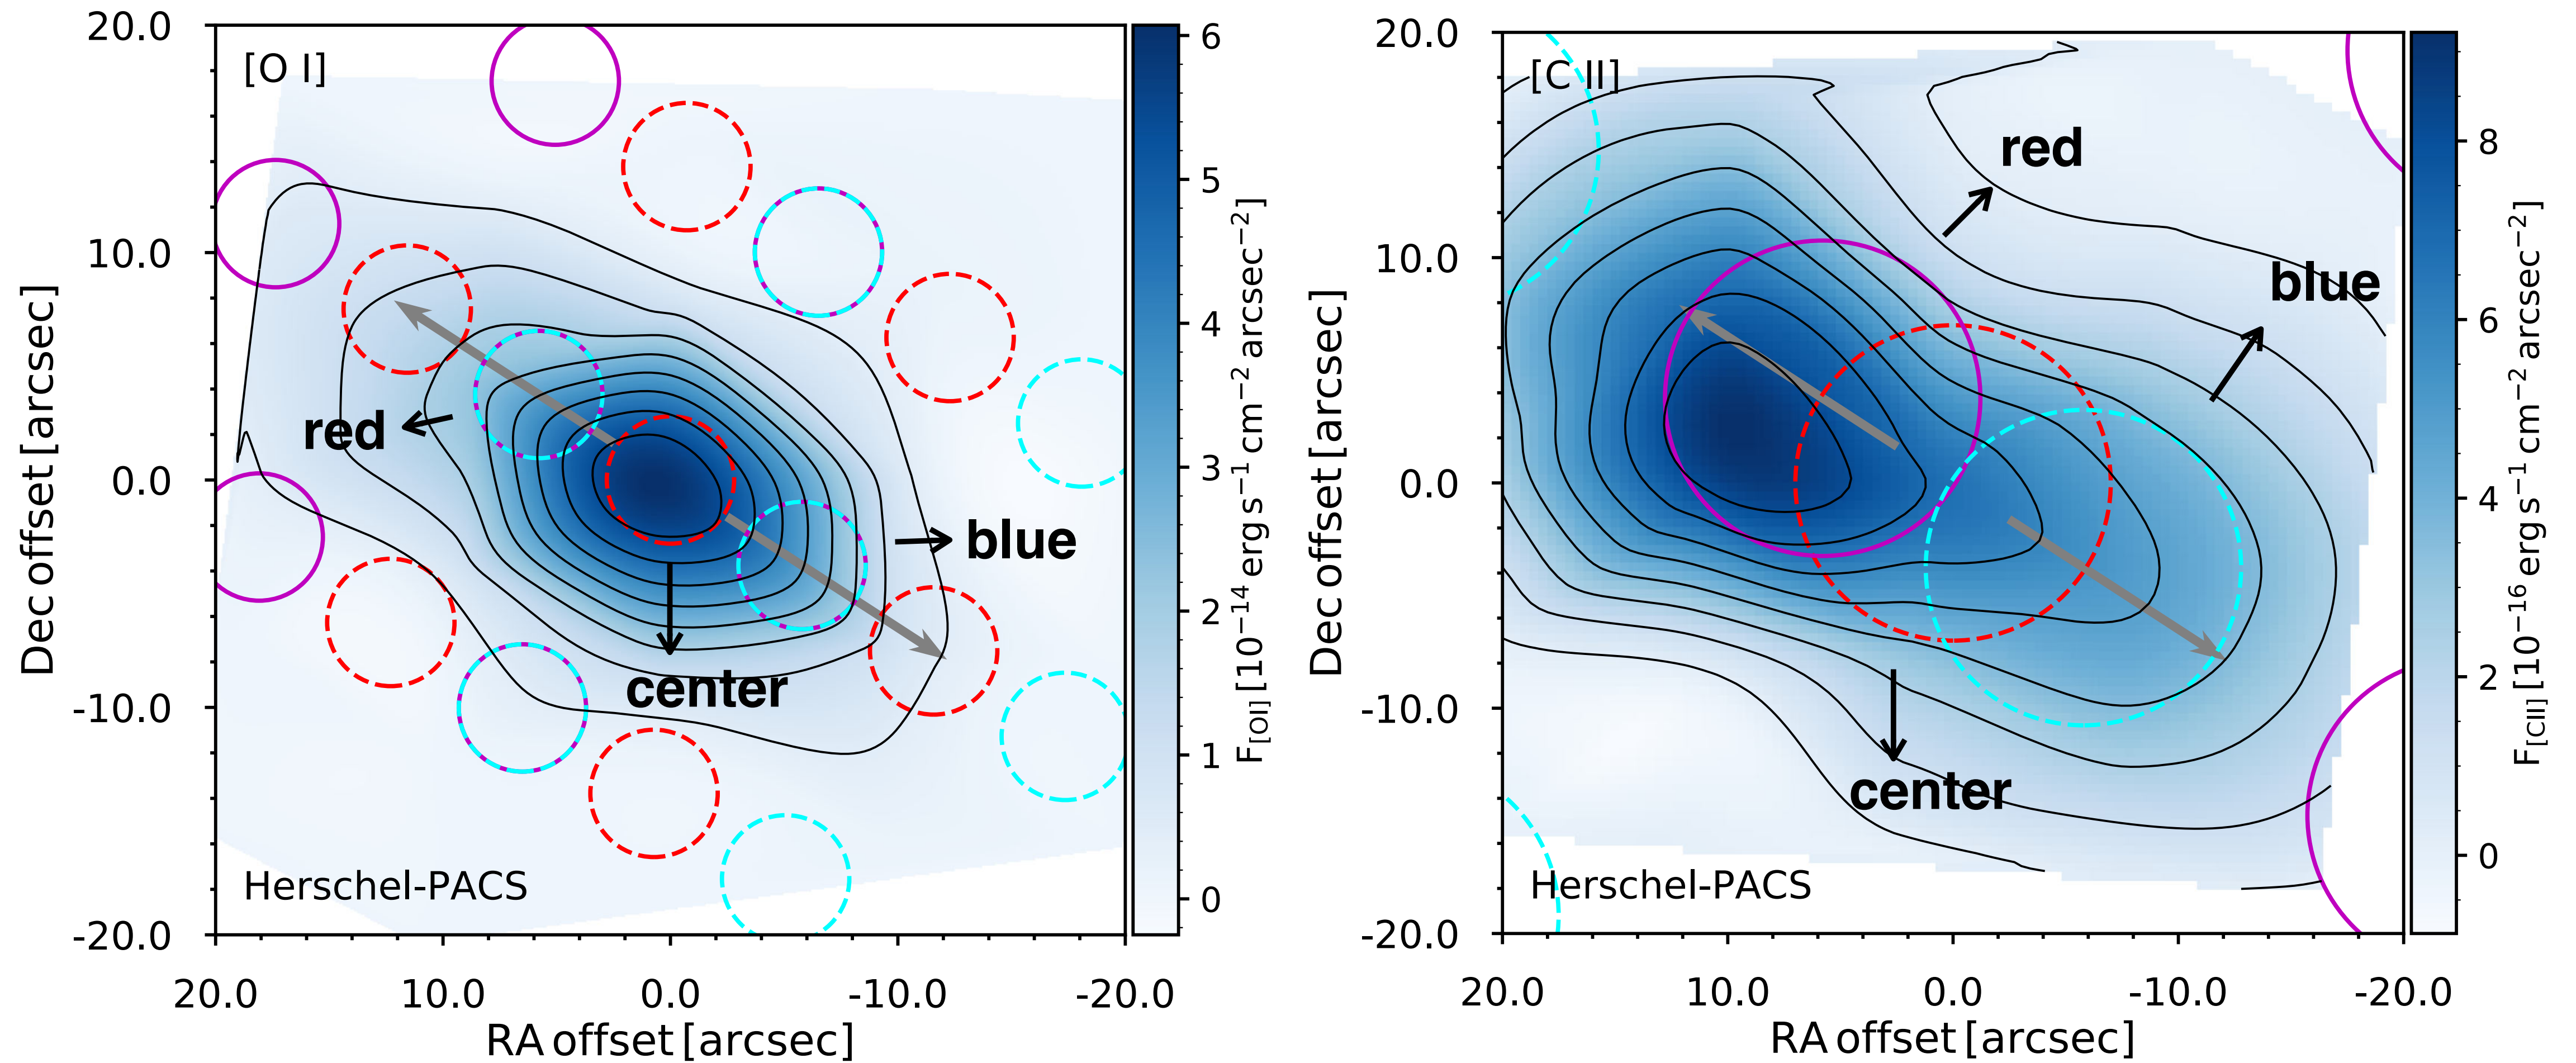 [O I]
20.0
10.0
0.0
-10.0
-20.0
Dec offset [arcsec]
red
blue
center
Herschel-PACS
20.0 10.0 0.0 -10.0 -20.0
RA offset [arcsec]
6
5
4
3
2
1
0
F[OI] [10−14 erg s−1 cm−2 arcsec−2]
[C II]
20.0
10.0
0.0
-10.0
-20.0
Dec offset [arcsec]
red
blue
center
Herschel-PACS
20.0 10.0 0.0 -10.0 -20.0
RA offset [arcsec]
8
6
4
2
0
F[CII] [10−16 erg s−1 cm−2 arcsec−2]